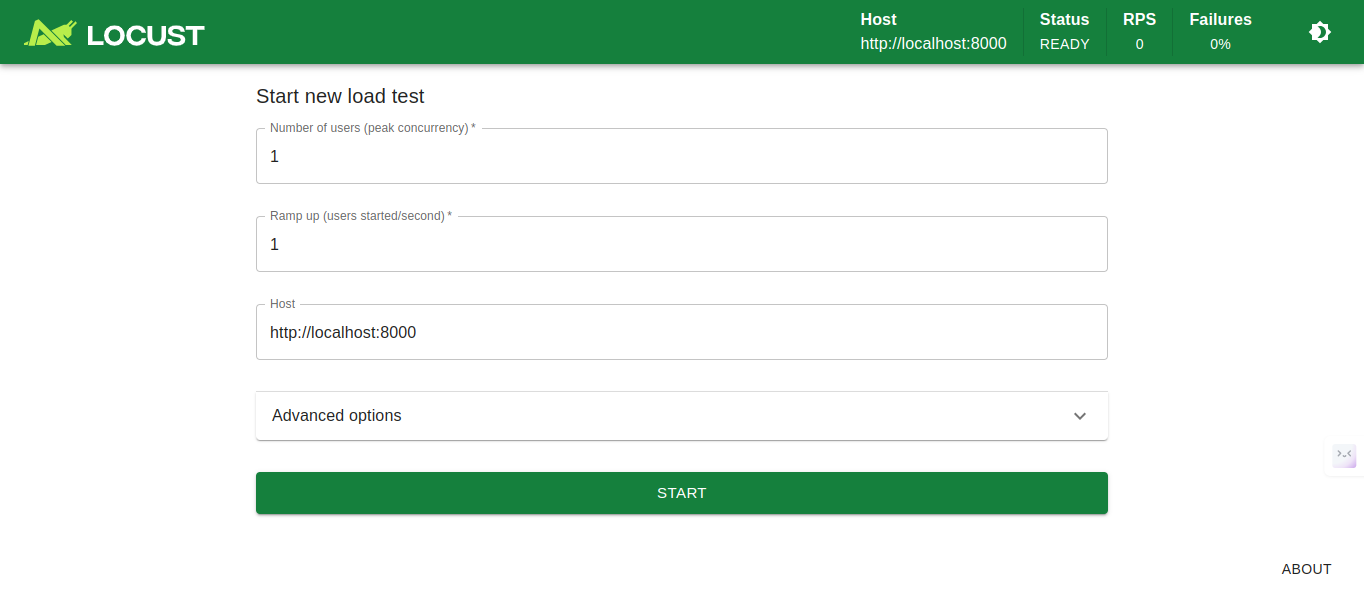 LOCUST
Host
http://localhost:8000
Status
READY
RPS
0
Failures
0%
Start new load test
Number of users (peak concurrency) *
1
Ramp up (users started/second) *
1
Host
http://localhost:8000
Advanced options
START
ABOUT